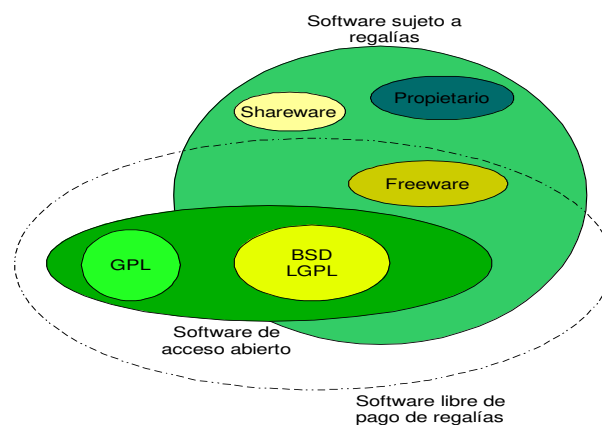 Software sujeto a
regalías
Propietario
Shareware
Freeware
GPL
BSD
LGPL
Software de
acceso abierto
Software libre de
pago de regalías